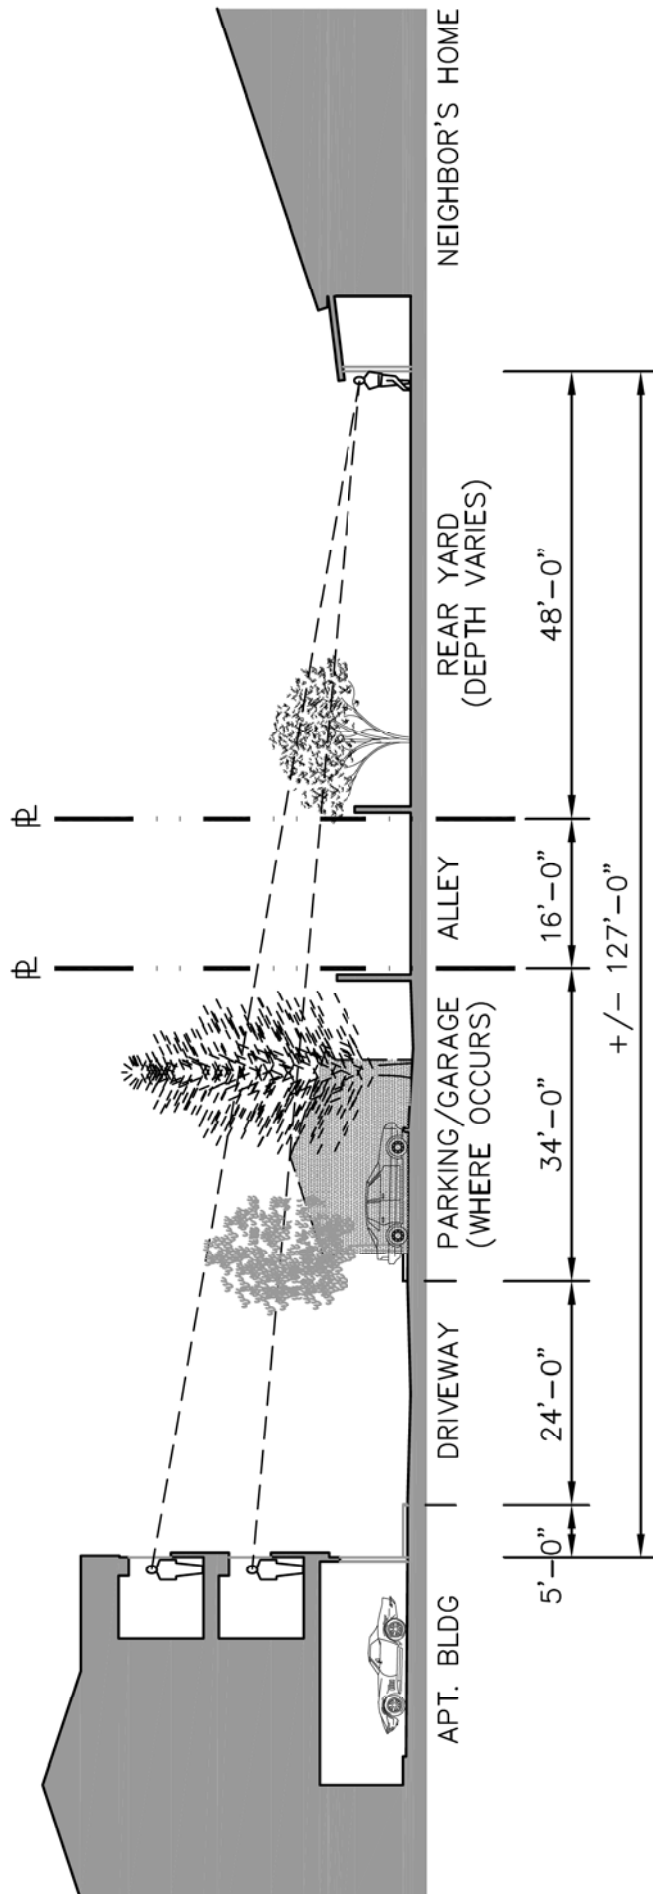 ℄ ℄
APT. BLDG
DRIVEWAY
PARKING/GARAGE
(WHERE OCCURS)
ALLEY
REAR YARD
(DEPTH VARIES)
NEIGHBOR'S HOME
5'-0"
24'-0"
34'-0"
16'-0"
48'-0"
+/- 127'-0"